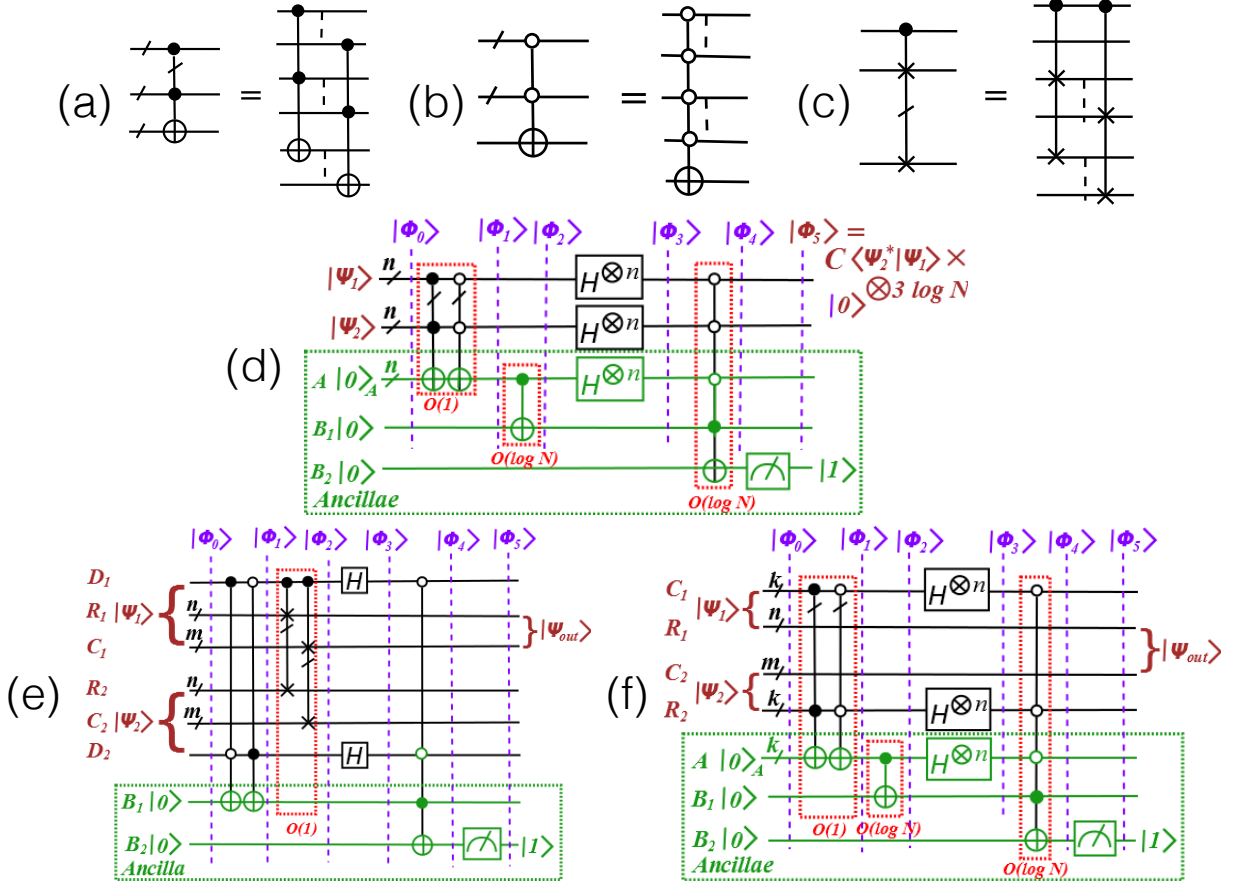 (a) = (b) = (c) =
|Φ₀⟩ |Φ₁⟩ |Φ₂⟩ |Φ₃⟩ |Φ₄⟩ |Φ₅⟩ =
C ⟨Ψ₂*|Ψ₁⟩ ×
|0⟩^⊗3 log N
|Ψ₁⟩ n H^⊗n
|Ψ₂⟩ n H^⊗n
(d)
A |0⟩_A n H^⊗n
O(1)
B₁|0⟩
O(log N)
B₂|0⟩ |1⟩
Ancillae O(log N)
(e)
|Φ₀⟩ |Φ₁⟩ |Φ₂⟩ |Φ₃⟩ |Φ₄⟩ |Φ₅⟩
D₁ H
R₁ |Ψ₁⟩ n
|Ψout⟩
C₁ m
R₂ n
C₂ |Ψ₂⟩ m
D₂ H
B₁|0⟩
O(1)
B₂|0⟩ |1⟩
Ancilla
(f)
|Φ₀⟩ |Φ₁⟩ |Φ₂⟩ |Φ₃⟩ |Φ₄⟩ |Φ₅⟩
C₁ k H^⊗n
|Ψ₁⟩
R₁ n
|Ψout⟩
C₂ m
|Ψ₂⟩
R₂ k H^⊗n
A |0⟩_A k H^⊗n
B₁|0⟩
O(1) O(log N)
B₂|0⟩ |1⟩
Ancillae O(log N)